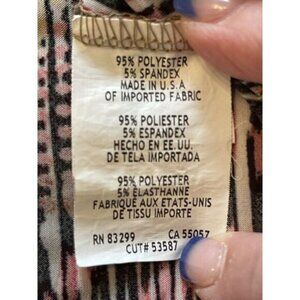 95% POLYESTER
5% SPANDEX
MADE IN U.S.A
OF IMPORTED FABRIC
95% POLIESTER
5% ESPANDEX
HECHO EN EE.UU.
DE TELA IMPORTADA
95% POLYESTER
5% ELASTHANNE
FABRIQUÉ AUX ETATS-UNIS
DE TISSU IMPORTE
RN 83299 CA 55057
CUT# 53587